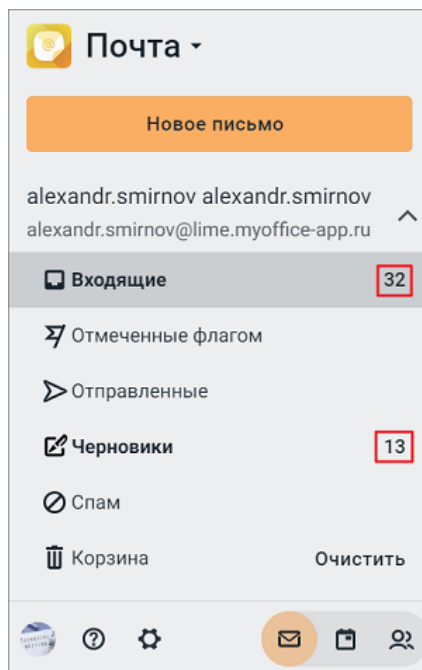 Почта
Новое письмо
alexandr.smirnov alexandr.smirnov
alexandr.smirnov@lime.myoffice-app.ru
Входящие 32
Отмеченные флагом
Отправленные
Черновики 13
Спам
Корзина Очистить